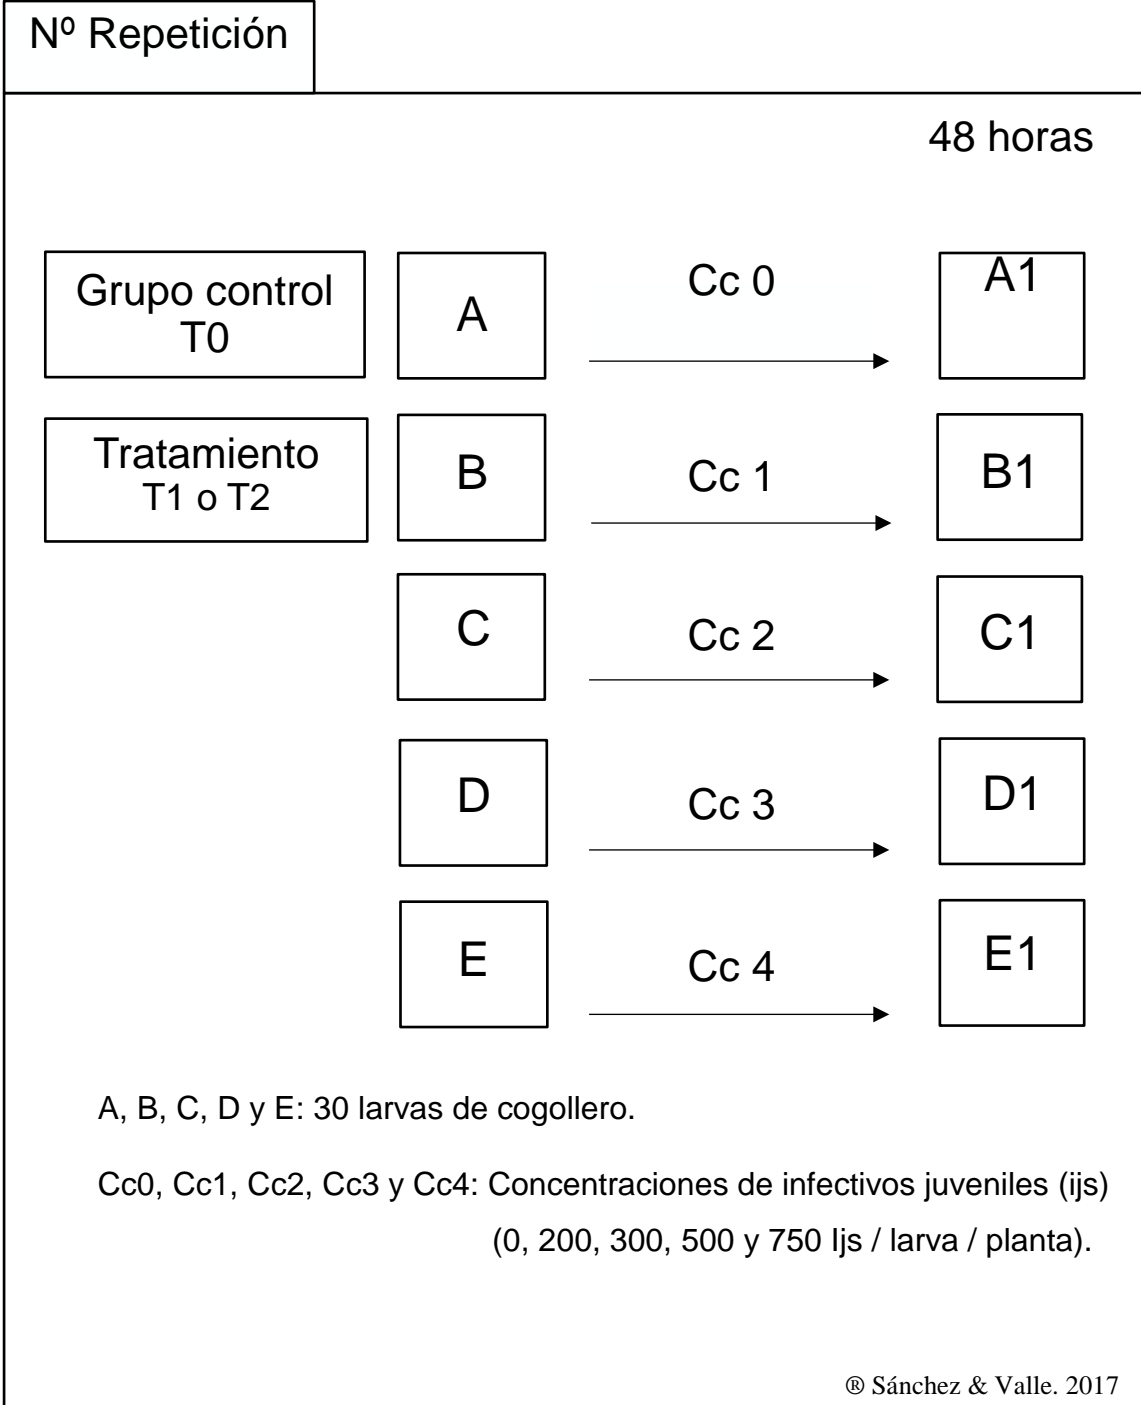 Nº Repetición
48 horas
Grupo control
T0
A
Cc 0
A1
Tratamiento
T1 o T2
B
Cc 1
B1
C
Cc 2
C1
D
Cc 3
D1
E
Cc 4
E1
A, B, C, D y E: 30 larvas de cogollero.
Cc0, Cc1, Cc2, Cc3 y Cc4: Concentraciones de infectivos juveniles (ijs)
(0, 200, 300, 500 y 750 Ijs / larva / planta).
® Sánchez & Valle. 2017